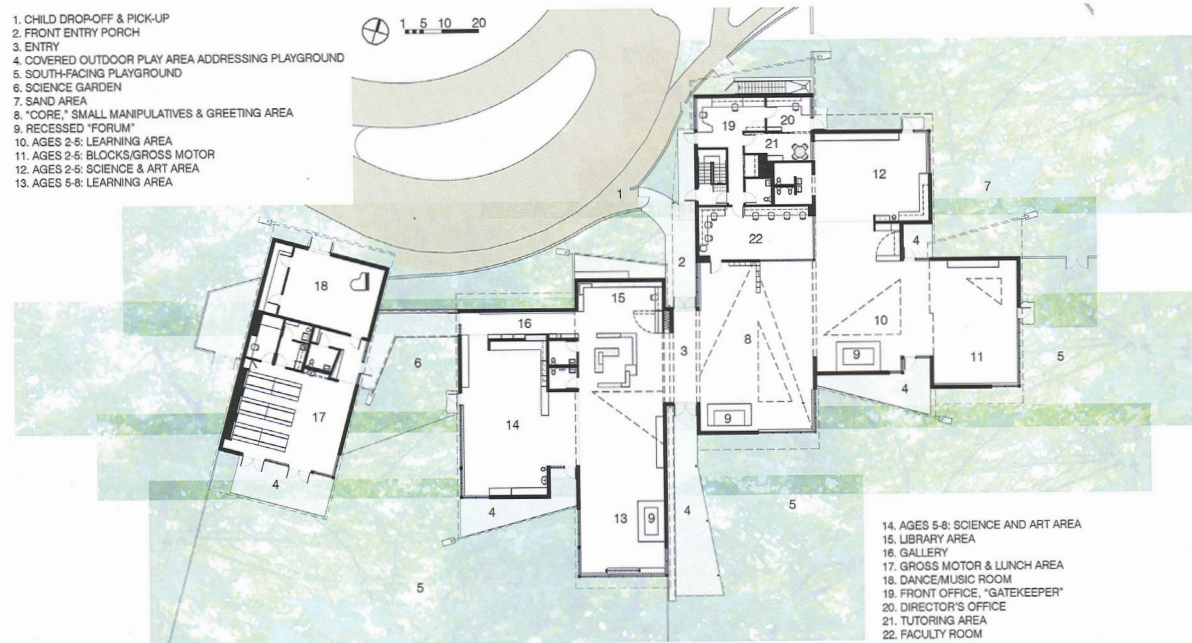 1. CHILD DROP-OFF & PICK-UP
2. FRONT ENTRY PORCH
3. ENTRY
4. COVERED OUTDOOR PLAY AREA ADDRESSING PLAYGROUND
5. SOUTH-FACING PLAYGROUND
6. SCIENCE GARDEN
7. SAND AREA
8. "CORE," SMALL MANIPULATIVES & GREETING AREA
9. RECESSED "FORUM"
10. AGES 2-5: LEARNING AREA
11. AGES 2-5: BLOCKS/GROSS MOTOR
12. AGES 2-5: SCIENCE & ART AREA
13. AGES 5-8: LEARNING AREA
1 5 10 20
19
20
21
12
7
1
22
4
2
18
15
16
10
3
8
6
9
11
5
4
17
9
14
4
13
9
4
5
4
5
14. AGES 5-8: SCIENCE AND ART AREA
15. LIBRARY AREA
16. GALLERY
17. GROSS MOTOR & LUNCH AREA
18. DANCE/MUSIC ROOM
19. FRONT OFFICE, "GATEKEEPER"
20. DIRECTOR'S OFFICE
21. TUTORING AREA
22. FACULTY ROOM